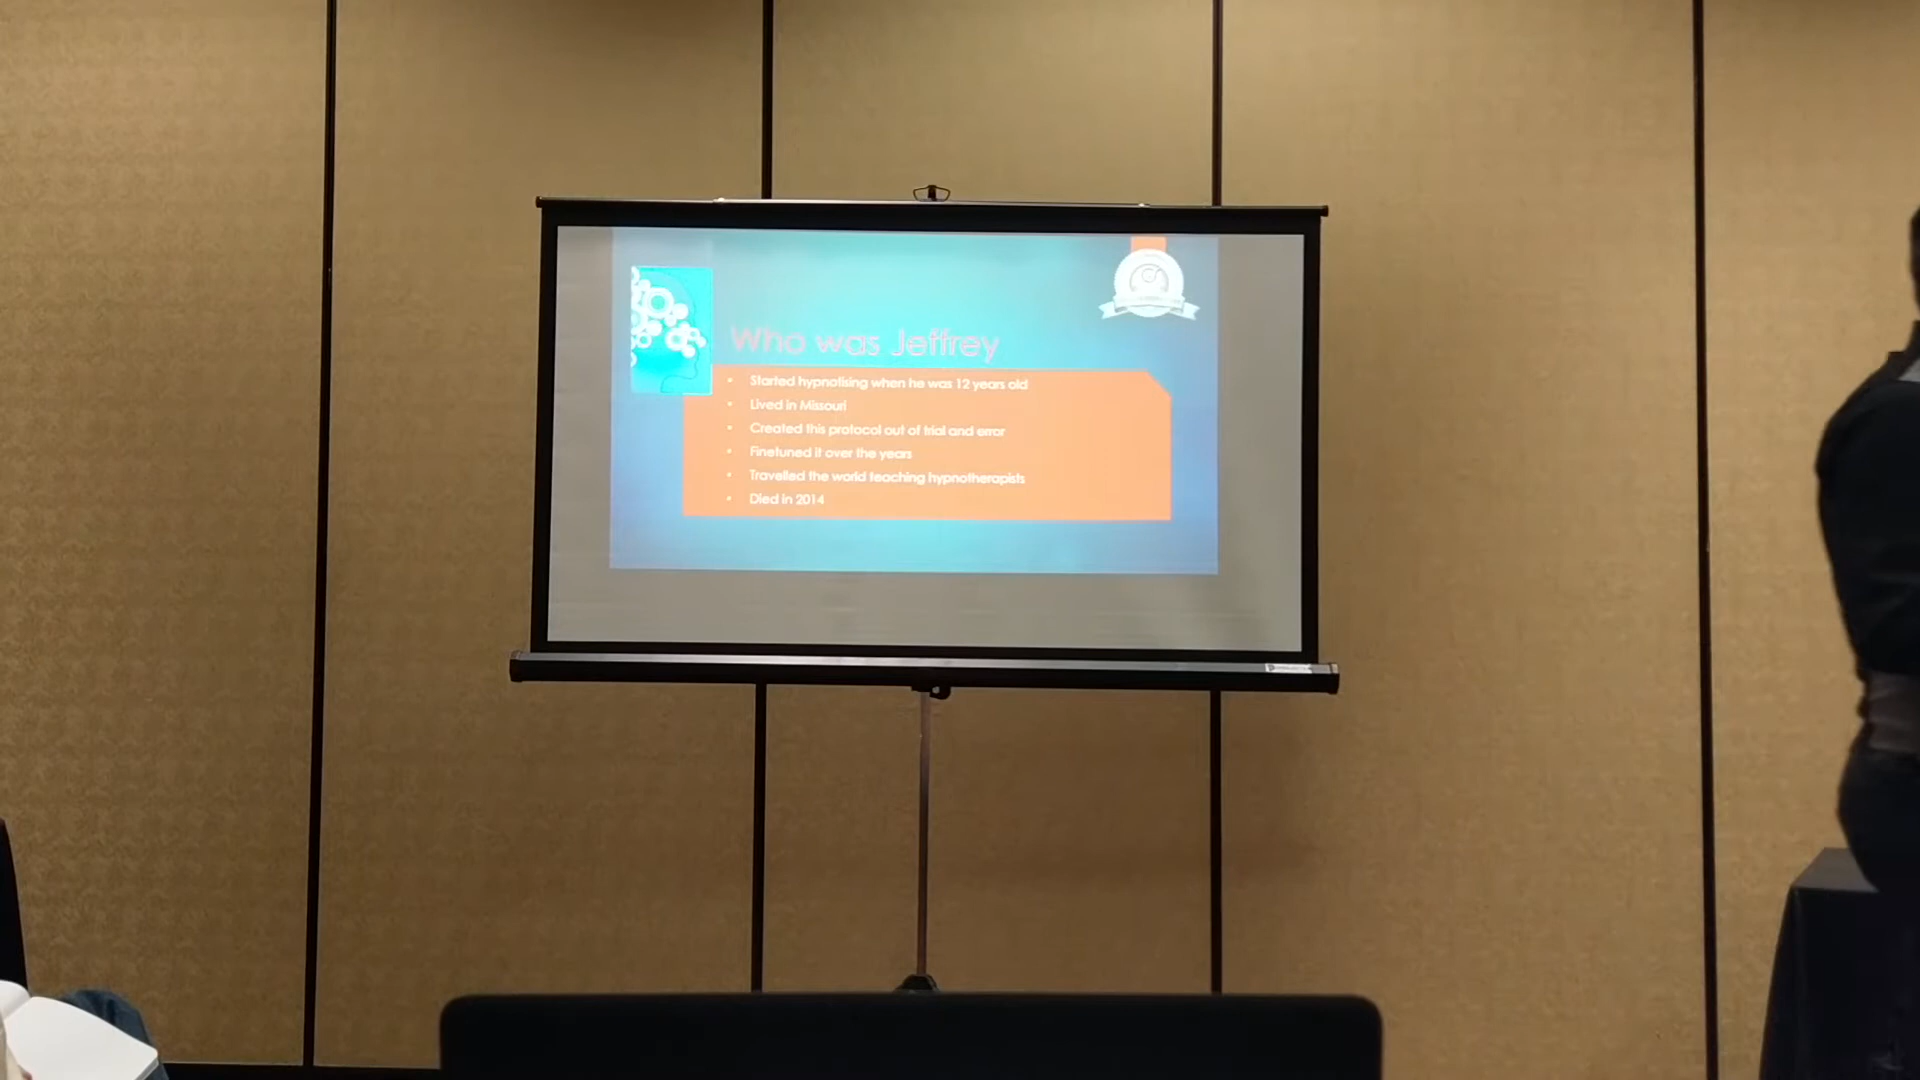 Who was Jeffrey
Started hypnotising when he was 12 years old
Lived in Missouri
Created this protocol out of trial and error
Finetuned it over the years
Travelled the world teaching hypnotherapists
Died in 2014